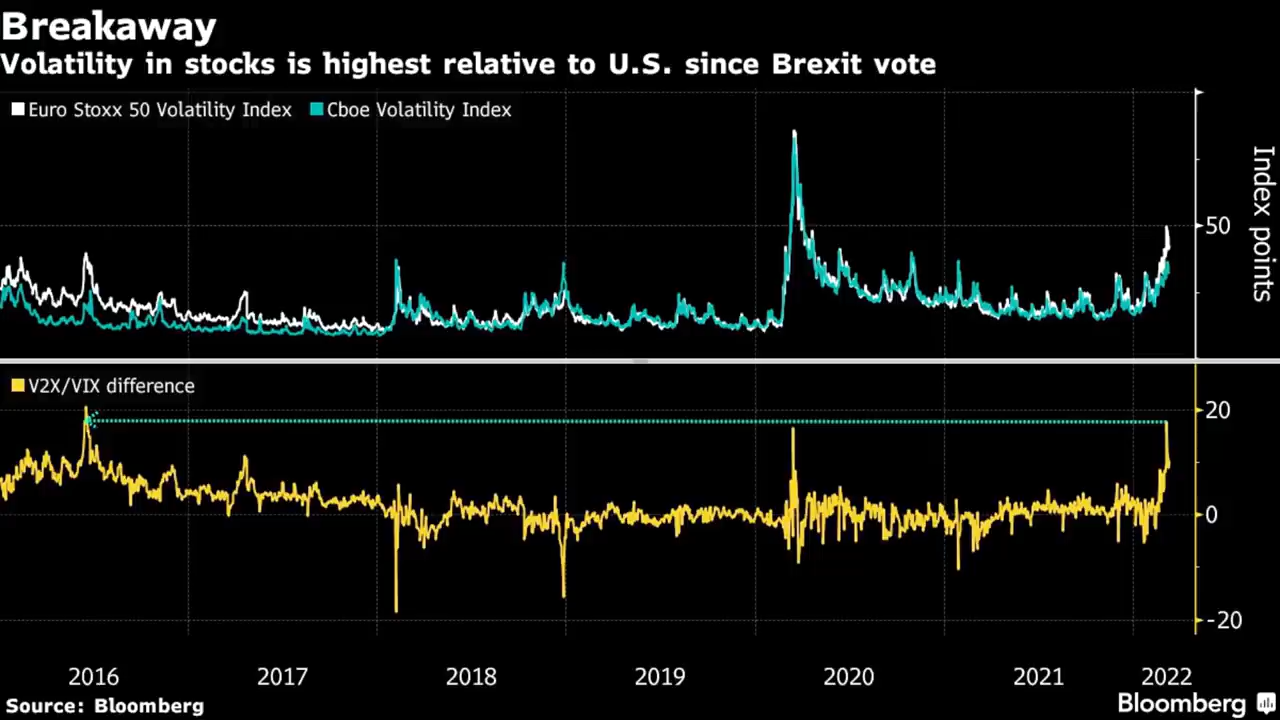 Breakaway
Volatility in stocks is highest relative to U.S. since Brexit vote
Euro Stoxx 50 Volatility Index Cboe Volatility Index
50
Index points
V2X/VIX difference
20
0
-20
2016 2017 2018 2019 2020 2021 2022
Source: Bloomberg
Bloomberg